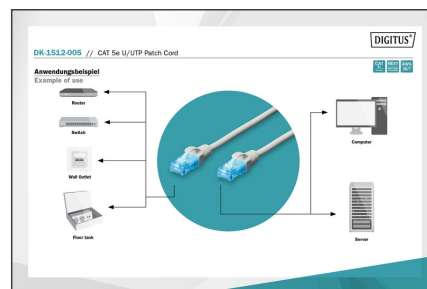 DIGITUS®
DK-1512-005 // CAT 5e U/UTP Patch Cord
Anwendungsbeispiel
Example of use
Router
Switch
Wall Outlet
Floor tank
Computer
Server